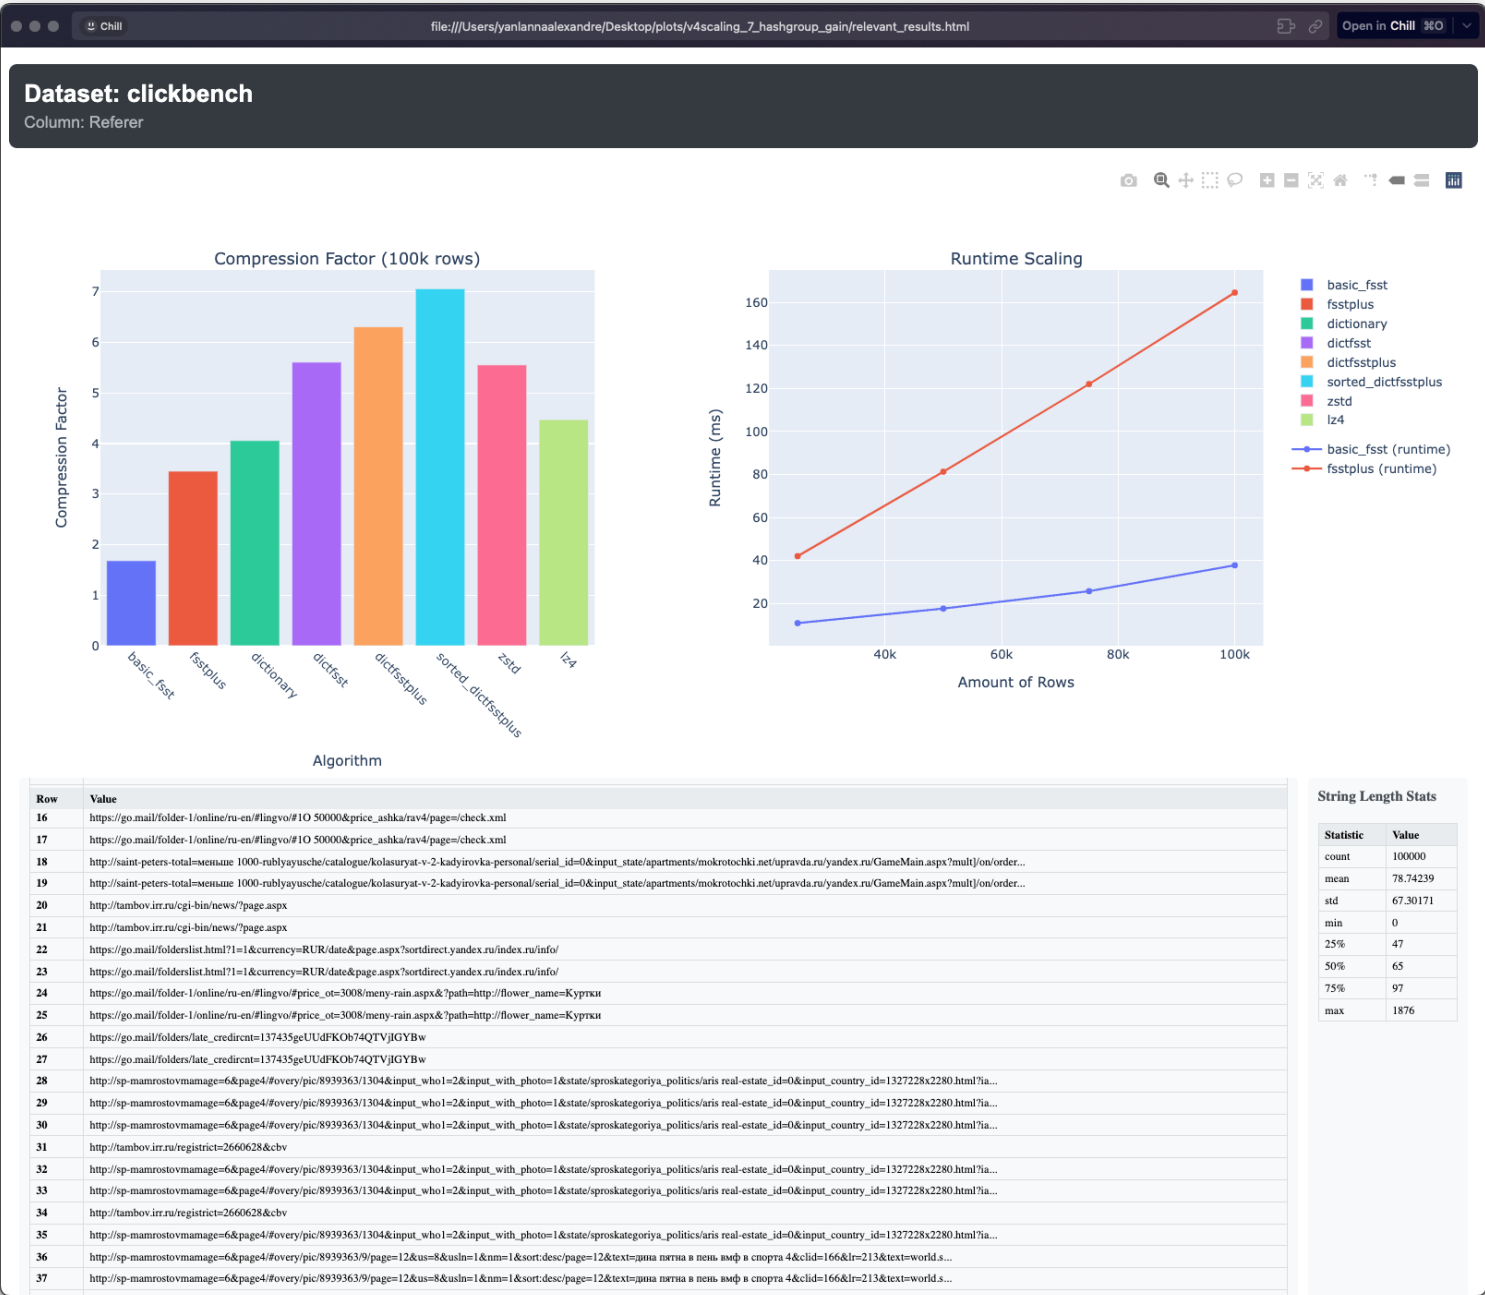 Chill
file:///Users/yanlannaalexandre/Desktop/plots/v4scaling_7_hashgroup_gain/relevant_results.html
Open in Chill ⌘O
Dataset: clickbench
Column: Referer
Compression Factor (100k rows)
Compression Factor
7
6
5
4
3
2
1
0
basic_fsst
fsstplus
dictionary
dictfsst
dictfsstplus
sorted_dictfsstplus
zstd
lz4
Algorithm
Runtime Scaling
Runtime (ms)
160
140
120
100
80
60
40
20
40k
60k
80k
100k
Amount of Rows
basic_fsst
fsstplus
dictionary
dictfsst
dictfsstplus
sorted_dictfsstplus
zstd
lz4
basic_fsst (runtime)
fsstplus (runtime)
Row Value
16 https://go.mail/folder-1/online/ru-en/#lingvo/#1O 50000&price_ashka/rav4/page=/check.xml
17 https://go.mail/folder-1/online/ru-en/#lingvo/#1O 50000&price_ashka/rav4/page=/check.xml
18 http://saint-peters-total=меньше 1000-rublyayusche/catalogue/kolasuryat-v-2-kadyirovka-personal/serial_id=0&input_state/apartments/mokrotochki.net/upravda.ru/yandex.ru/GameMain.aspx?mult]/on/order...
19 http://saint-peters-total=меньше 1000-rublyayusche/catalogue/kolasuryat-v-2-kadyirovka-personal/serial_id=0&input_state/apartments/mokrotochki.net/upravda.ru/yandex.ru/GameMain.aspx?mult]/on/order...
20 http://tambov.irr.ru/cgi-bin/news/?page.aspx
21 http://tambov.irr.ru/cgi-bin/news/?page.aspx
22 https://go.mail/folderslist.html?1=1&currency=RUR/date&page.aspx?sortdirect.yandex.ru/index.ru/info/
23 https://go.mail/folderslist.html?1=1&currency=RUR/date&page.aspx?sortdirect.yandex.ru/index.ru/info/
24 https://go.mail/folder-1/online/ru-en/#lingvo/#price_ot=3008/meny-rain.aspx&?path=http://flower_name=Куртки
25 https://go.mail/folder-1/online/ru-en/#lingvo/#price_ot=3008/meny-rain.aspx&?path=http://flower_name=Куртки
26 https://go.mail/folders/late_credircnt=137435geUUdFKOb74QTVjIGYBw
27 https://go.mail/folders/late_credircnt=137435geUUdFKOb74QTVjIGYBw
28 http://sp-mamrostovmamage=6&page4/#overy/pic/8939363/1304&input_who1=2&input_with_photo=1&state/sproskategoriya_politics/aris real-estate_id=0&input_country_id=1327228x2280.html?ia...
29 http://sp-mamrostovmamage=6&page4/#overy/pic/8939363/1304&input_who1=2&input_with_photo=1&state/sproskategoriya_politics/aris real-estate_id=0&input_country_id=1327228x2280.html?ia...
30 http://sp-mamrostovmamage=6&page4/#overy/pic/8939363/1304&input_who1=2&input_with_photo=1&state/sproskategoriya_politics/aris real-estate_id=0&input_country_id=1327228x2280.html?ia...
31 http://tambov.irr.ru/registrict=2660628&cbv
32 http://sp-mamrostovmamage=6&page4/#overy/pic/8939363/1304&input_who1=2&input_with_photo=1&state/sproskategoriya_politics/aris real-estate_id=0&input_country_id=1327228x2280.html?ia...
33 http://sp-mamrostovmamage=6&page4/#overy/pic/8939363/1304&input_who1=2&input_with_photo=1&state/sproskategoriya_politics/aris real-estate_id=0&input_country_id=1327228x2280.html?ia...
34 http://tambov.irr.ru/registrict=2660628&cbv
35 http://sp-mamrostovmamage=6&page4/#overy/pic/8939363/1304&input_who1=2&input_with_photo=1&state/sproskategoriya_politics/aris real-estate_id=0&input_country_id=1327228x2280.html?ia...
36 http://sp-mamrostovmamage=6&page4/#overy/pic/8939363/9/page=12&us=8&usln=1&nm=1&sort:desc/page=12&text=дина пятна в пень вмф в спорта 4&clid=166&lr=213&text=world.s...
37 http://sp-mamrostovmamage=6&page4/#overy/pic/8939363/9/page=12&us=8&usln=1&nm=1&sort:desc/page=12&text=дина пятна в пень вмф в спорта 4&clid=166&lr=213&text=world.s...
String Length Stats
Statistic Value
count 100000
mean 78.74239
std 67.30171
min 0
25% 47
50% 65
75% 97
max 1876